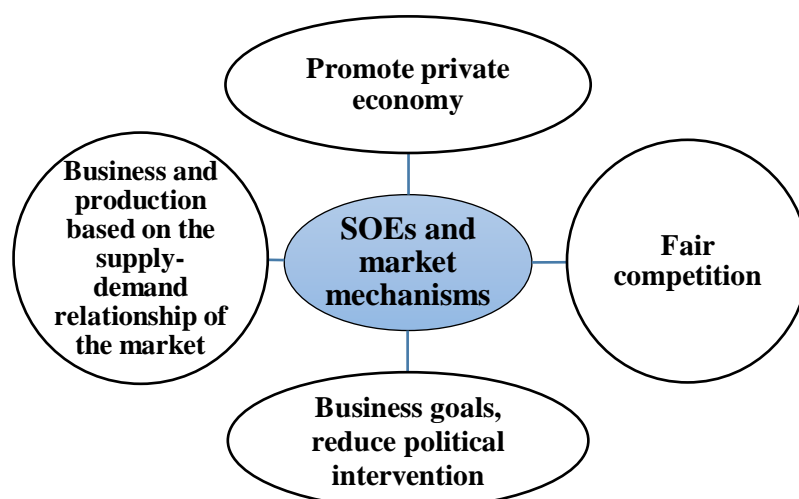 Promote private
economy
Business and
production
based on the
supply-
demand
relationship of
the market
SOEs and
market
mechanisms
Fair
competition
Business goals,
reduce political
intervention